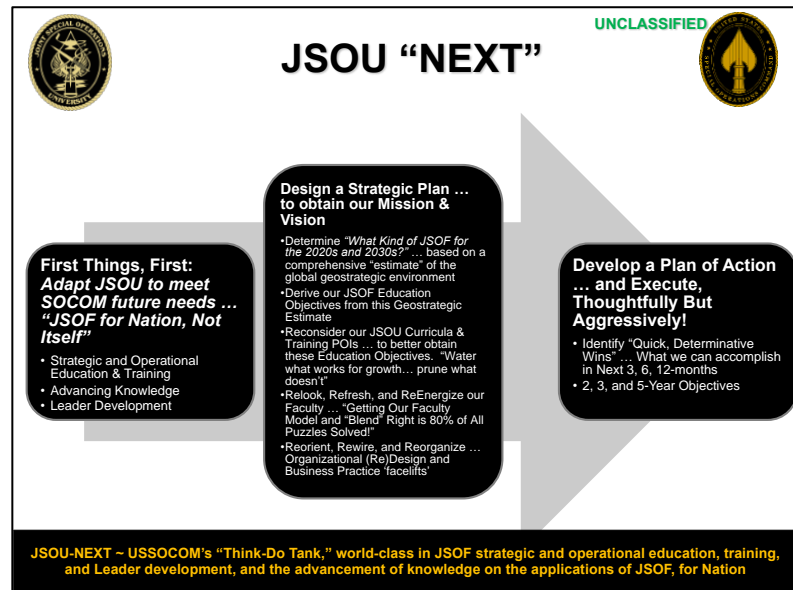 UNCLASSIFIED
JSOU “NEXT”
JOINT SPECIAL OPERATIONS
UNIVERSITY
UNITED STATES
SPECIAL OPERATIONS COMMAND
First Things, First:
Adapt JSOU to meet
SOCOM future needs …
“JSOF for Nation, Not
Itself”
• Strategic and Operational
Education & Training
• Advancing Knowledge
• Leader Development
Design a Strategic Plan …
to obtain our Mission &
Vision
•Determine “What Kind of JSOF for
the 2020s and 2030s?” … based on a
comprehensive “estimate” of the
global geostrategic environment
•Derive our JSOF Education
Objectives from this Geostrategic
Estimate
•Reconsider our JSOU Curricula &
Training POIs … to better obtain
these Education Objectives. “Water
what works for growth… prune what
doesn’t”
•Relook, Refresh, and ReEnergize our
Faculty … “Getting Our Faculty
Model and “Blend” Right is 80% of All
Puzzles Solved!”
•Reorient, Rewire, and Reorganize …
Organizational (Re)Design and
Business Practice ‘facelifts’
Develop a Plan of Action
… and Execute,
Thoughtfully But
Aggressively!
• Identify “Quick, Determinative
Wins” … What we can accomplish
in Next 3, 6, 12-months
• 2, 3, and 5-Year Objectives
JSOU-NEXT ~ USSOCOM’s “Think-Do Tank,” world-class in JSOF strategic and operational education, training,
and Leader development, and the advancement of knowledge on the applications of JSOF, for Nation